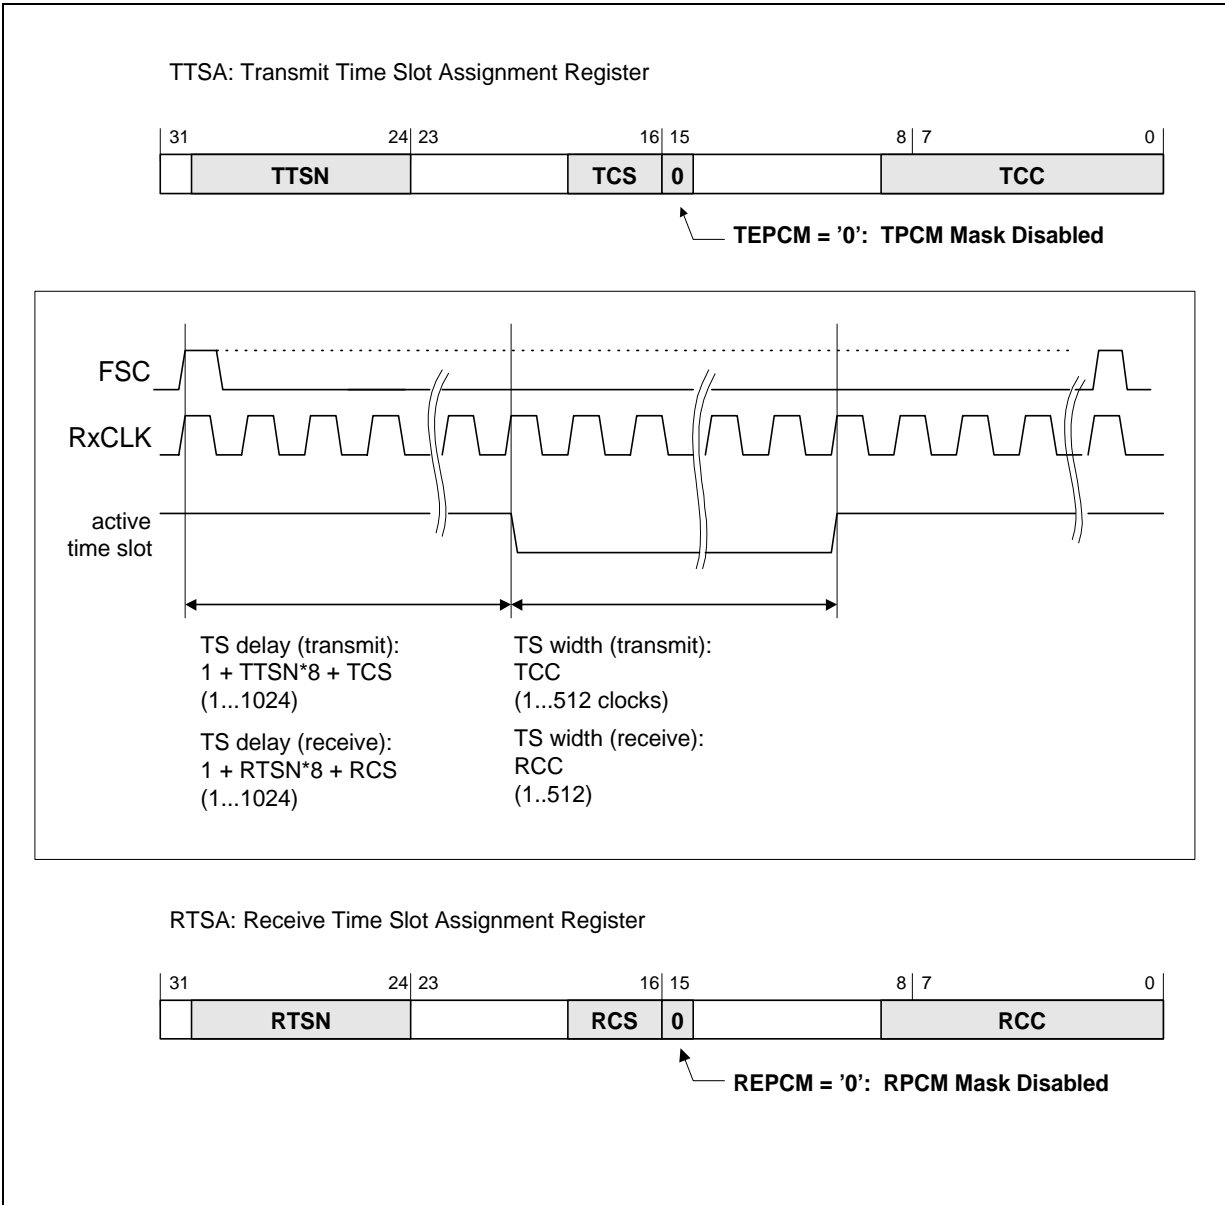 TTSA: Transmit Time Slot Assignment Register
31 24 23 16 15 8 7 0
TTSN TCS 0 TCC
TEPCM = '0': TPCM Mask Disabled
FSC
RxCLK
active
time slot
TS delay (transmit):
1 + TTSN*8 + TCS
(1...1024)
TS width (transmit):
TCC
(1...512 clocks)
TS delay (receive):
1 + RTSN*8 + RCS
(1...1024)
TS width (receive):
RCC
(1..512)
RTSA: Receive Time Slot Assignment Register
31 24 23 16 15 8 7 0
RTSN RCS 0 RCC
REPCM = '0': RPCM Mask Disabled